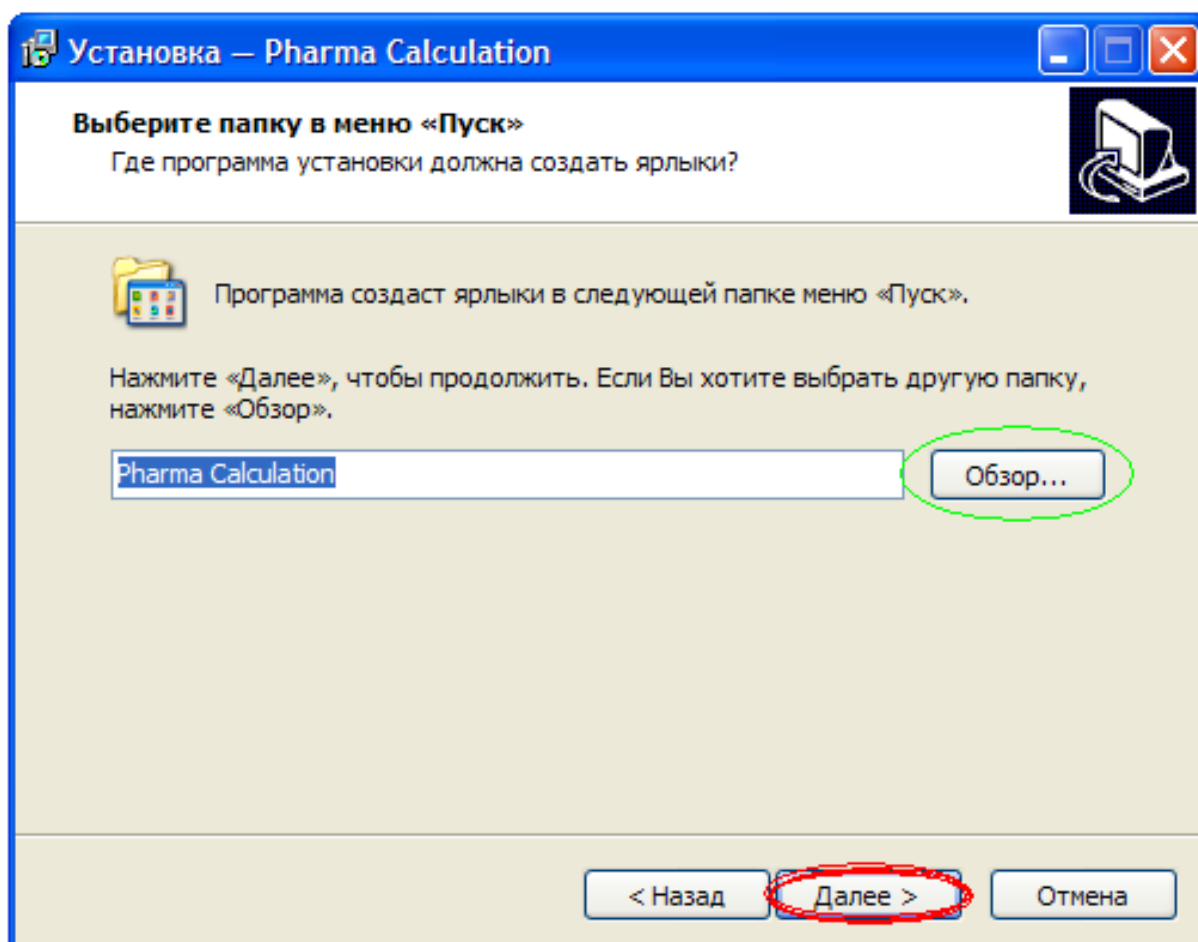 Установка — Pharma Calculation
Выберите папку в меню «Пуск»
Где программа установки должна создать ярлыки?
Программа создаст ярлыки в следующей папке меню «Пуск».
Нажмите «Далее», чтобы продолжить. Если Вы хотите выбрать другую папку,
нажмите «Обзор».
Pharma Calculation
Обзор...
< Назад
Далее >
Отмена